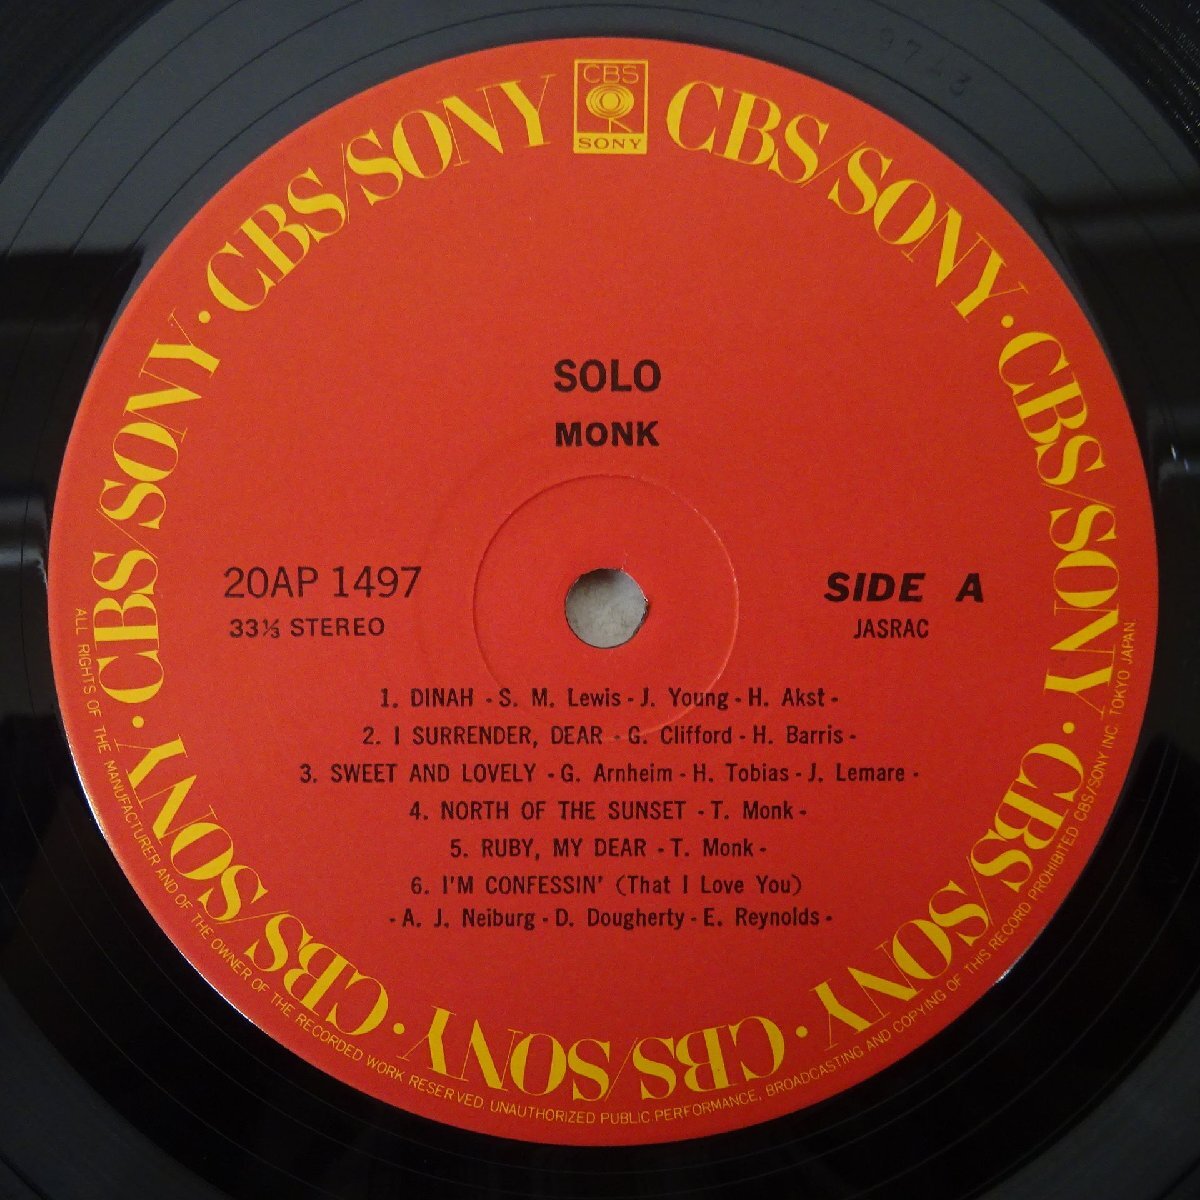 CBS
SONY
CBS/SONY · CBS/SONY · CBS/SONY · CBS/SONY · CBS/SONY · CBS/SONY · CBS/SONY · CBS/SONY
SOLO
MONK
20AP 1497
33⅓ STEREO
SIDE A
JASRAC
1. DINAH - S. M. Lewis - J. Young - H. Akst -
2. I SURRENDER, DEAR - G. Clifford - H. Barris -
3. SWEET AND LOVELY - G. Arnheim - H. Tobias - J. Lemare -
4. NORTH OF THE SUNSET - T. Monk -
5. RUBY, MY DEAR - T. Monk -
6. I'M CONFESSIN' (That I Love You)
- A. J. Neiburg - D. Dougherty - E. Reynolds -
ALL RIGHTS OF THE MANUFACTURER AND OF THE OWNER OF THE RECORDED WORK RESERVED. UNAUTHORIZED PUBLIC PERFORMANCE, BROADCASTING AND COPYING OF THIS RECORD PROHIBITED CBS/SONY INC. TOKYO JAPAN